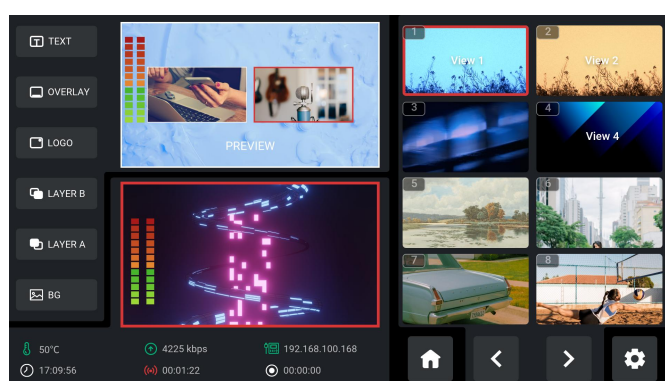 TEXT
OVERLAY
LOGO
LAYER B
LAYER A
BG
PREVIEW
1
View 1
2
View 2
3
4
View 4
5
6
7
8
50°C
4225 kbps
192.168.100.168
17:09:56
00:01:22
00:00:00